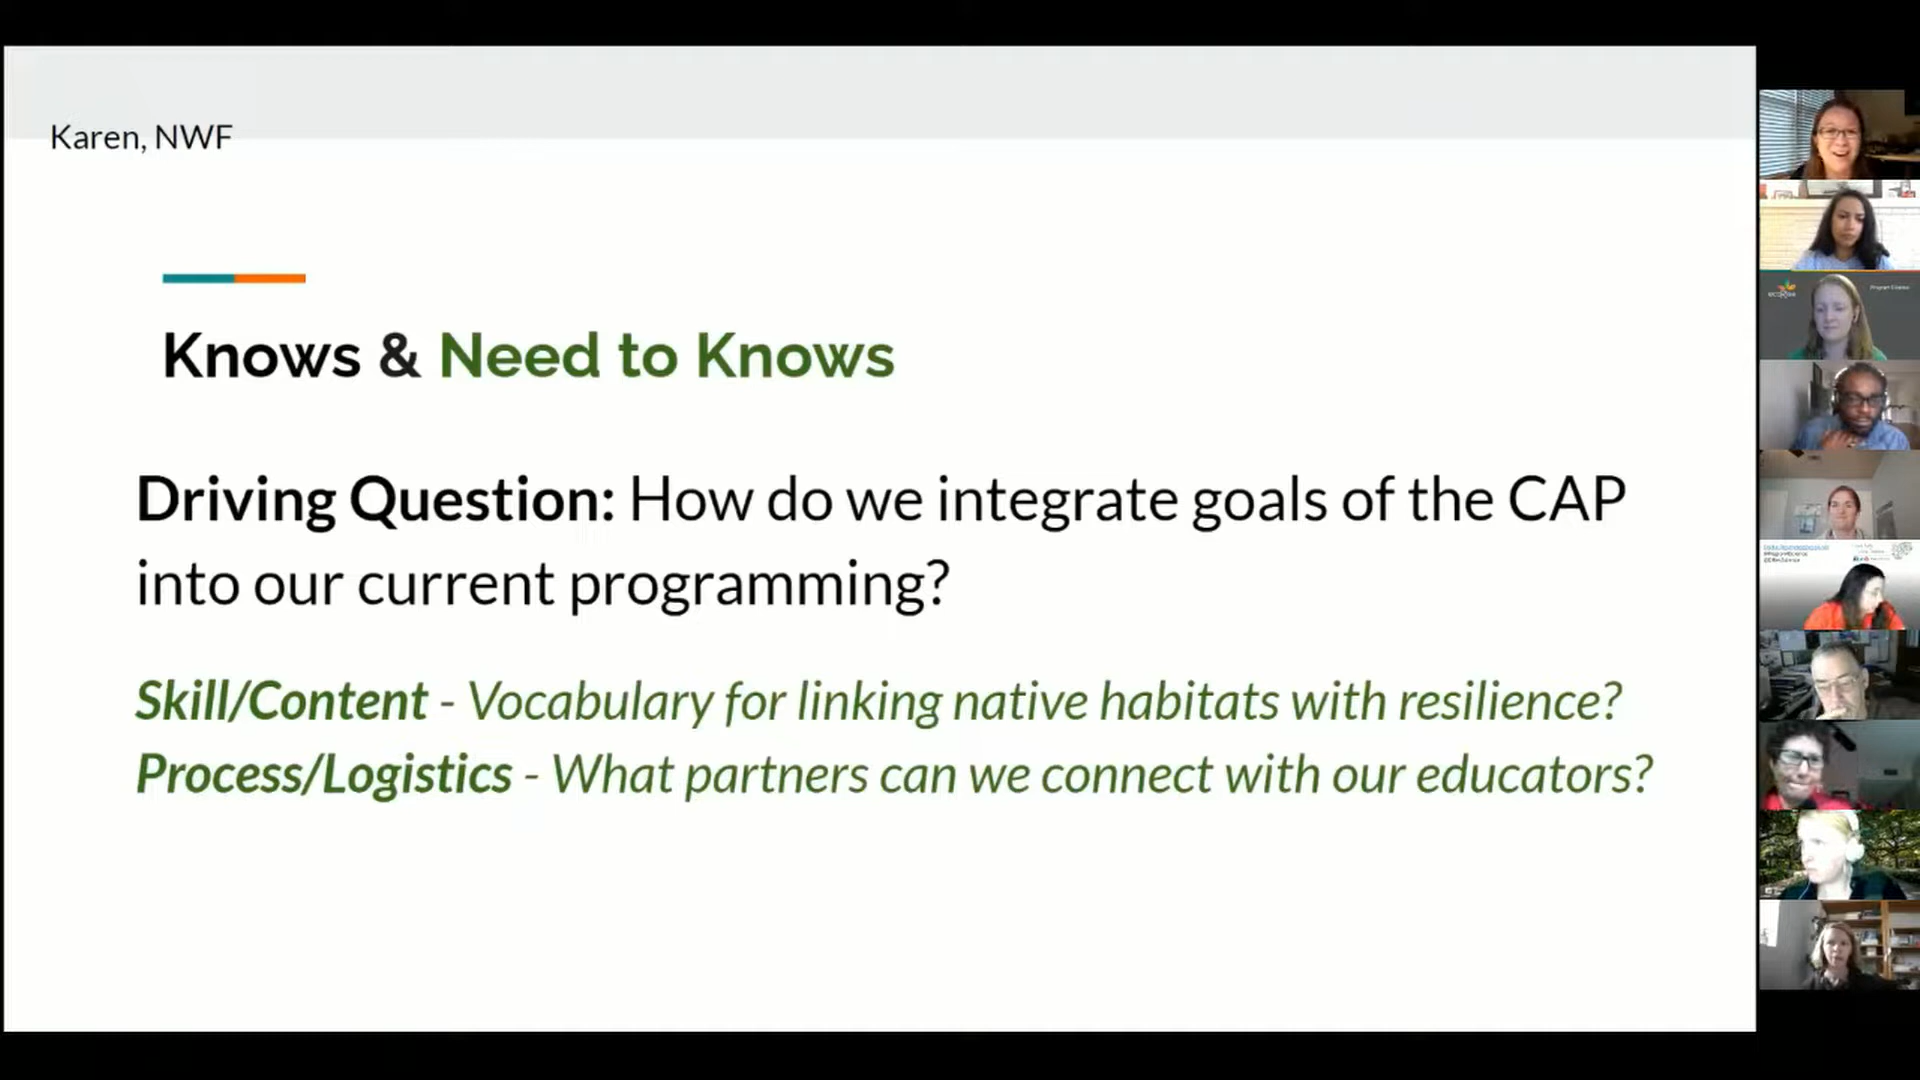 Karen, NWF
Knows & Need to Knows
Driving Question: How do we integrate goals of the CAP
into our current programming?
Skill/Content - Vocabulary for linking native habitats with resilience?
Process/Logistics - What partners can we connect with our educators?